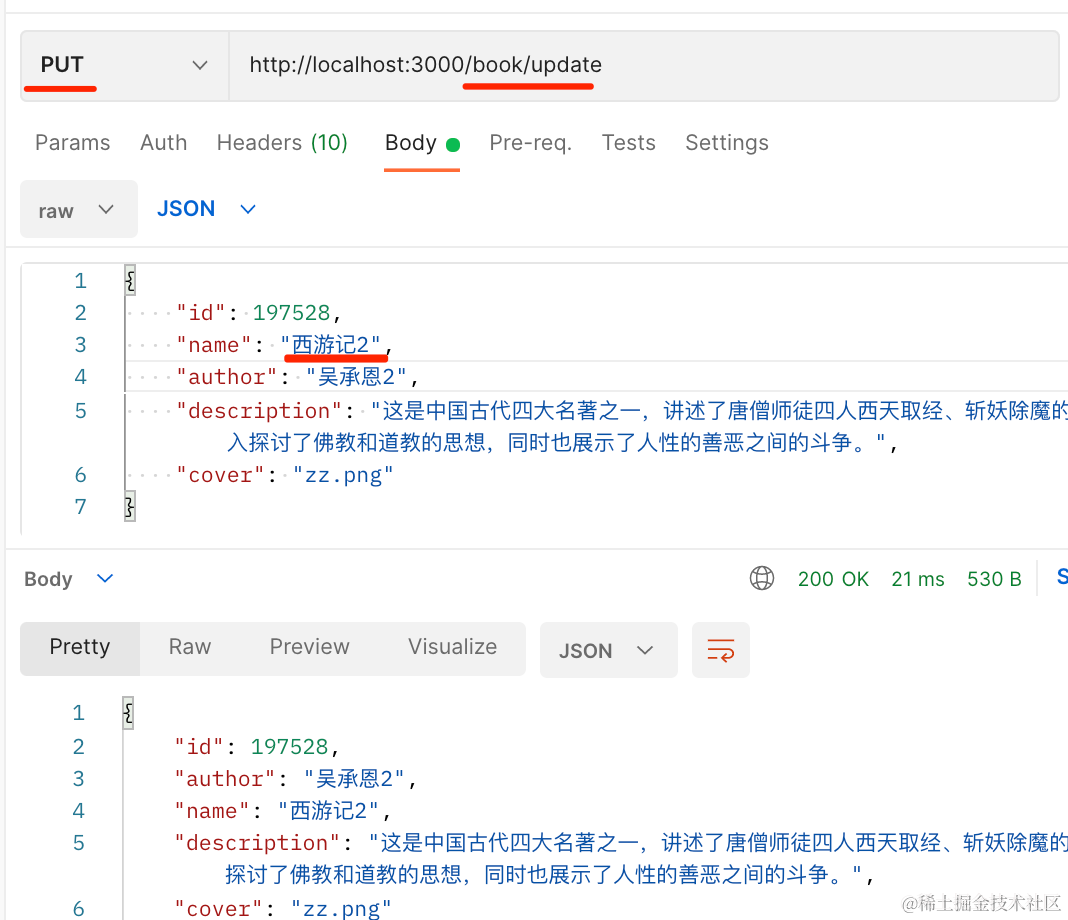 PUT http://localhost:3000/book/update
Params Auth Headers (10) Body Pre-req. Tests Settings
raw JSON
1 {
2 "id": 197528,
3 "name": "西游记2",
4 "author": "吴承恩2",
5 "description": "这是中国古代四大名著之一，讲述了唐僧师徒四人西天取经、斩妖除魔的
入探讨了佛教和道教的思想，同时也展示了人性的善恶之间的斗争。",
6 "cover": "zz.png"
7 }
Body 200 OK 21 ms 530 B S
Pretty Raw Preview Visualize JSON
1 {
2 "id": 197528,
3 "author": "吴承恩2",
4 "name": "西游记2",
5 "description": "这是中国古代四大名著之一，讲述了唐僧师徒四人西天取经、斩妖除魔的
探讨了佛教和道教的思想，同时也展示了人性的善恶之间的斗争。",
6 "cover": "zz.png"
@稀土掘金技术社区